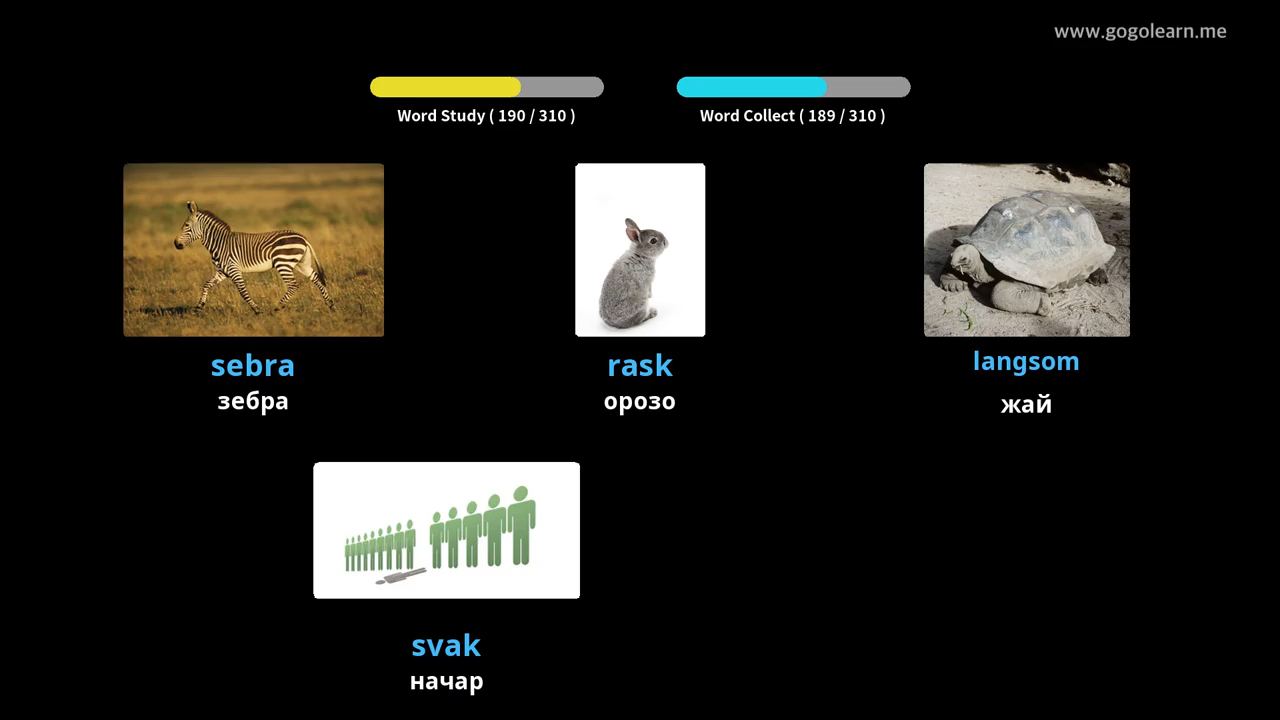 www.gogolearn.me
Word Study ( 190 / 310 )
Word Collect ( 189 / 310 )
sebra
зебра
rask
орозо
langsom
жай
svak
начар